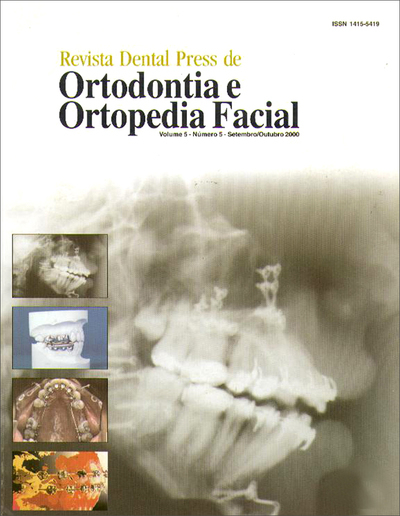 ISSN 1415-5419
Revista Dental Press de
Ortodontia e
Ortopedia Facial
Volume 5 - Número 5 - Setembro/Outubro 2000